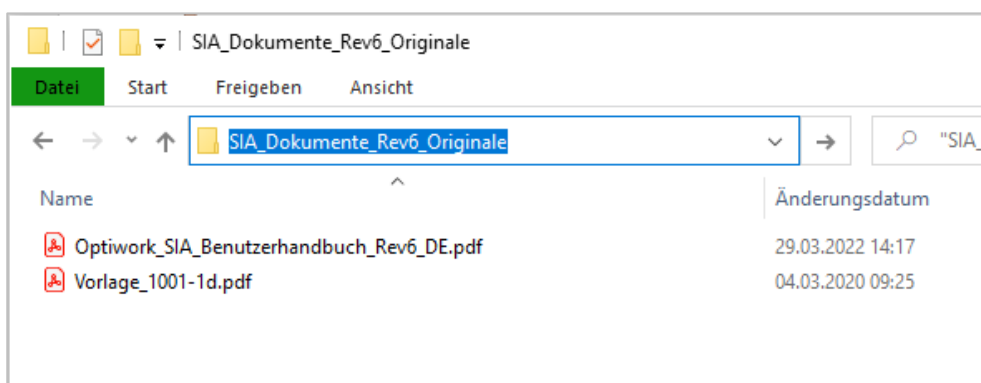 SIA_Dokumente_Rev6_Originale
Datei Start Freigeben Ansicht
SIA_Dokumente_Rev6_Originale "SIA_
Name Änderungsdatum
Optiwork_SIA_Benutzerhandbuch_Rev6_DE.pdf 29.03.2022 14:17
Vorlage_1001-1d.pdf 04.03.2020 09:25